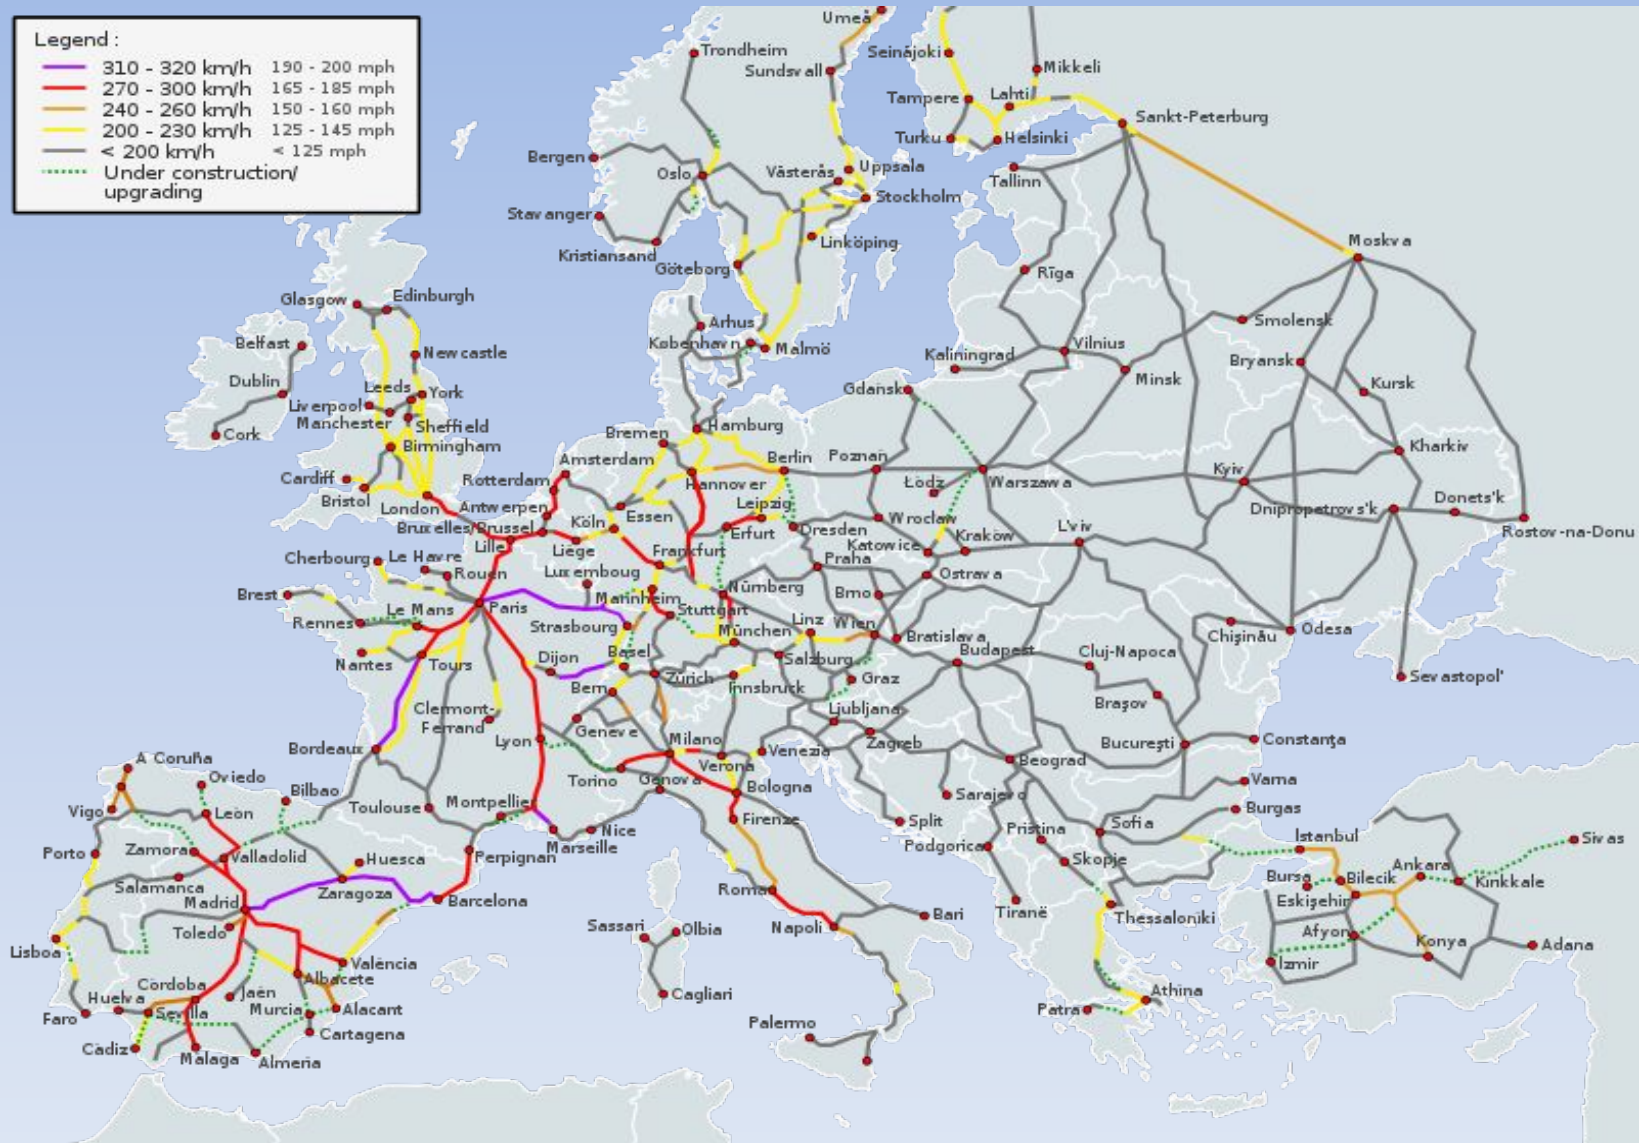 Legend :
310 - 320 km/h 190 - 200 mph
270 - 300 km/h 165 - 185 mph
240 - 260 km/h 150 - 160 mph
200 - 230 km/h 125 - 145 mph
< 200 km/h < 125 mph
Under construction/
upgrading
Umeå
Trondheim
Sundsvall
Seinäjoki
Mikkeli
Tampere
Lahti
Sankt-Peterburg
Turku
Helsinki
Bergen
Oslo
Västerås
Uppsala
Tallinn
Stockholm
Stavanger
Linköping
Kristiansand
Göteborg
Moskva
Rīga
Glasgow
Edinburgh
Arhus
Smolensk
Belfast
Newcastle
København
Malmö
Kaliningrad
Vilnius
Bryansk
Dublin
Leeds
York
Gdańsk
Minsk
Kursk
Liverpool
Manchester
Sheffield
Cork
Birmingham
Bremen
Hamburg
Kharkiv
Amsterdam
Berlin
Poznań
Cardiff
Rotterdam
Hannover
Łódź
Warszawa
Kyiv
Bristol
London
Antwerpen
Essen
Leipzig
Donets'k
Dnipropetrovs'k
Bruxelles/
Brussel
Köln
Erfurt
Dresden
Wrocław
L'viv
Rostov-na-Donu
Lille
Liège
Frankfurt
Katowice
Kraków
Cherbourg
Le Havre
Luxemboug
Praha
Rouen
Ostrava
Brest
Paris
Mannheim
Nürnberg
Brno
Le Mans
Stuttgart
Rennes
Strasbourg
München
Linz
Wien
Bratislava
Chişinău
Odesa
Nantes
Tours
Dijon
Basel
Salzburg
Budapest
Cluj-Napoca
Zürich
Innsbruck
Graz
Sevastopol'
Bern
Braşov
Clermont-
Ferrand
Geneve
Ljubljana
Bordeaux
Lyon
Milano
Venezia
Zagreb
Bucureşti
Constanţa
A Coruña
Verona
Beograd
Oviedo
Torino
Genova
Bologna
Varna
Bilbao
Toulouse
Montpellier
Sarajevo
Vigo
León
Firenze
Burgas
Nice
Marseille
Split
Sofia
Istanbul
Pristina
Sivas
Porto
Zamora
Valladolid
Huesca
Perpignan
Podgorica
Skopje
Ankara
Bursa
Bilecik
Kinkkale
Salamanca
Zaragoza
Roma
Eskişehir
Madrid
Barcelona
Tiranë
Thessaloniki
Toledo
Sassari
Olbia
Napoli
Bari
Afyon
Konya
Adana
Lisboa
València
Izmir
Córdoba
Albacete
Athina
Huelva
Jaén
Cagliari
Faro
Sevilla
Murcia
Alacant
Patra
Cartagena
Palermo
Cádiz
Malaga
Almería